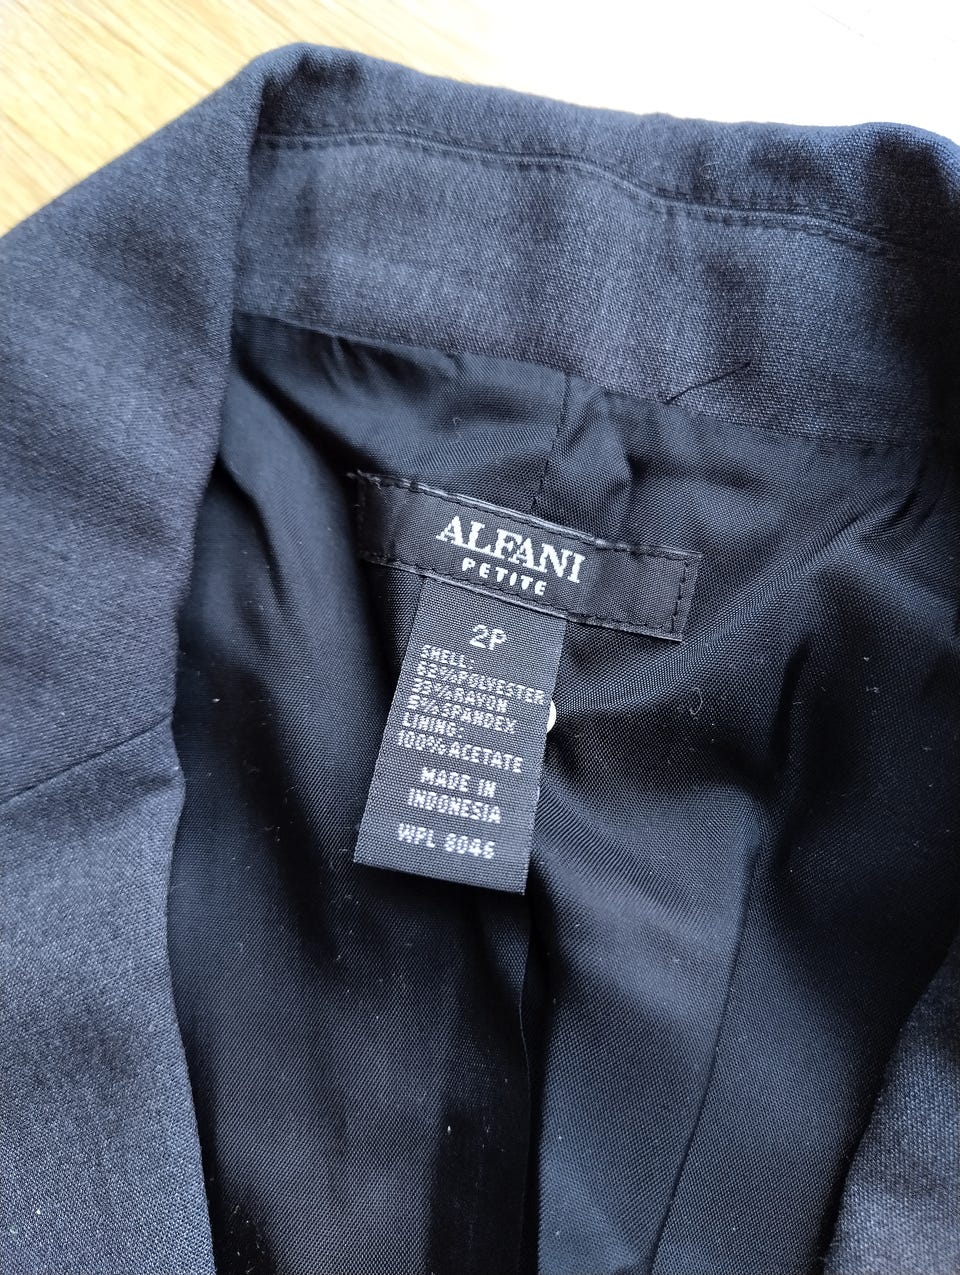 ALFANI
PETITE
2P
SHELL:
62%POLYESTER
33%RAYON
5%SPANDEX
LINING:
100%ACETATE
MADE IN
INDONESIA
WPL 8046